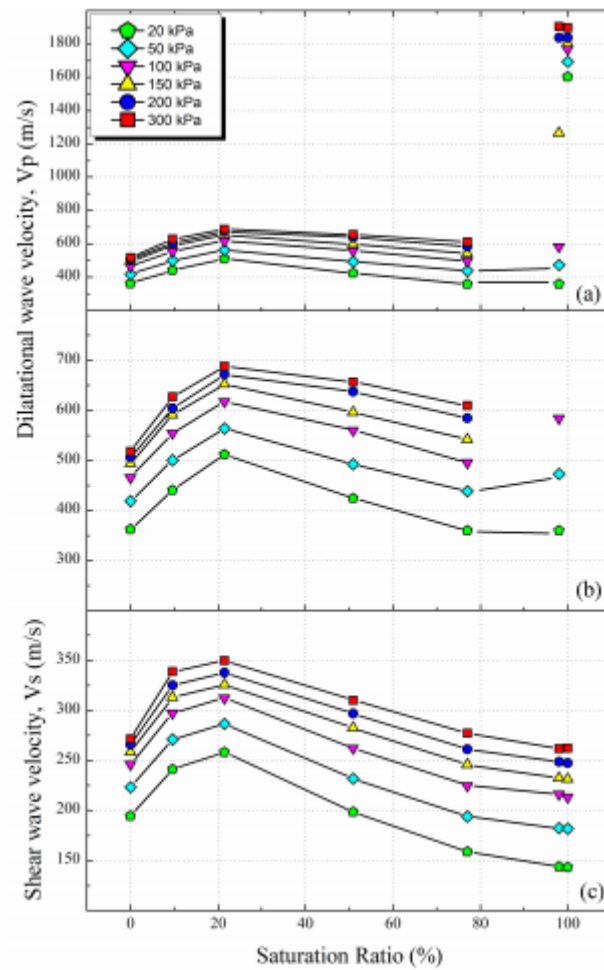 20 kPa
50 kPa
100 kPa
150 kPa
200 kPa
300 kPa
1800
1600
1400
1200
1000
800
600
400
(a)
Dilatational wave velocity, Vp (m/s)
700
600
500
400
300
(b)
Shear wave velocity, Vs (m/s)
350
300
250
200
150
(c)
0 20 40 60 80 100
Saturation Ratio (%)